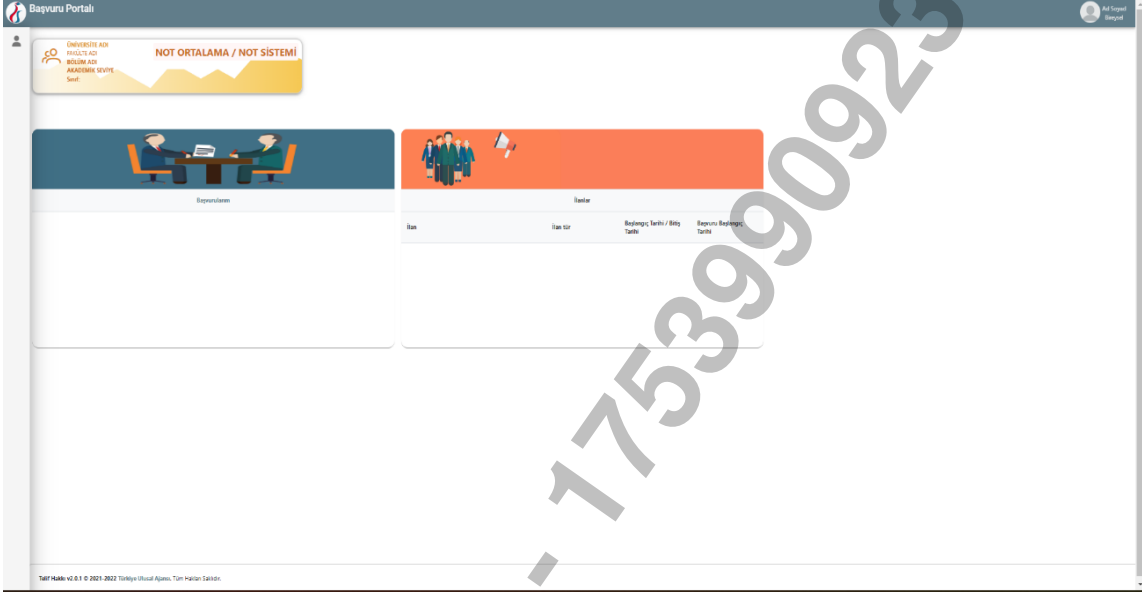 Başvuru Portalı
Ad Soyad
Bireysel
ÜNİVERSİTE ADI
FAKÜLTE ADI
BÖLÜM ADI
AKADEMİK SEVİYE
Sınıf:
NOT ORTALAMA / NOT SİSTEMİ
Başvurularım
İlanlar
İlan
İlan tür
Başlangıç Tarihi / Bitiş
Tarihi
Başvuru Başlangıç
Tarihi
- 1753990923
Telif Hakkı v2.0.1 © 2021-2022 Türkiye Ulusal Ajansı. Tüm Hakları Saklıdır.